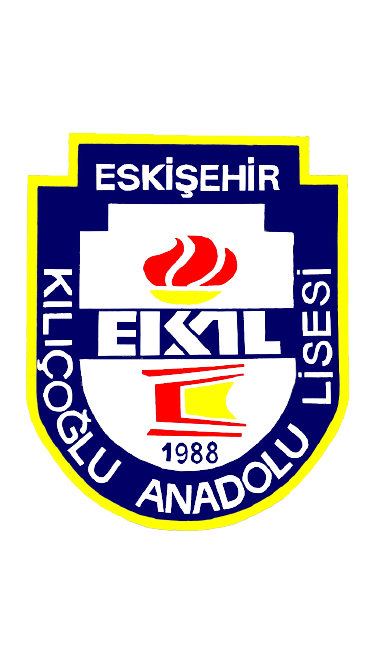 ESKİŞEHİR
KILIÇOĞLU ANADOLU LİSESİ
EKAL
1988